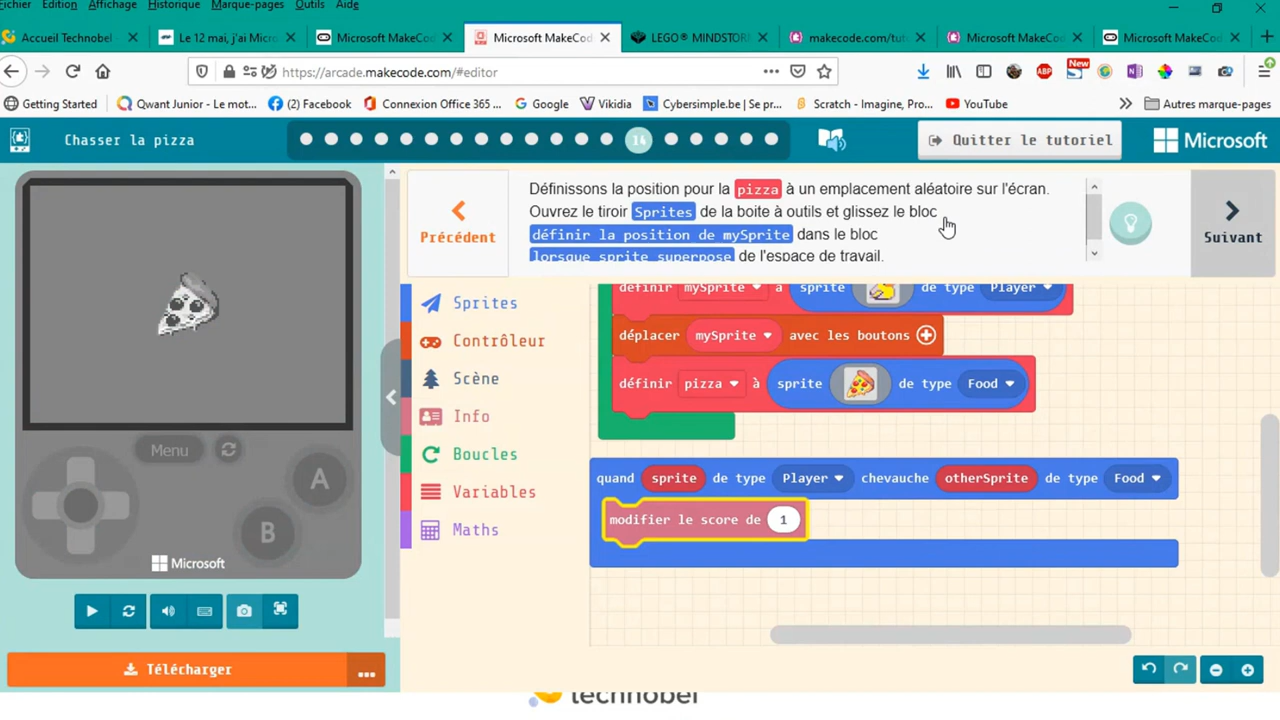 Fichier Edition Affichage Historique Marque-pages Outils Aide
Accueil Technobel Le 12 mai, j'ai Micro Microsoft MakeCod Microsoft MakeCo LEGO® MINDSTOR makecode.com/tu Microsoft MakeCo Microsoft MakeCod
https://arcade.makecode.com/#editor
ABP New
Getting Started Qwant Junior - Le mot... (2) Facebook Connexion Office 365 ... Google Vikidia Cybersimple.be | Se pr... Scratch - Imagine, Pro... YouTube Autres marque-pages
Chasser la pizza 14 Quitter le tutoriel Microsoft
Définissons la position pour la pizza à un emplacement aléatoire sur l'écran.
Ouvrez le tiroir Sprites de la boite à outils et glissez le bloc
définir la position de mySprite dans le bloc
lorsque sprite superpose de l'espace de travail.
Précédent
Suivant
Sprites
Contrôleur
Scène
Info
Boucles
Variables
Maths
définir mySprite à sprite de type Player
déplacer mySprite avec les boutons
définir pizza à sprite de type Food
quand sprite de type Player chevauche otherSprite de type Food
modifier le score de 1
Menu
A
B
Microsoft
Télécharger ...
technobel